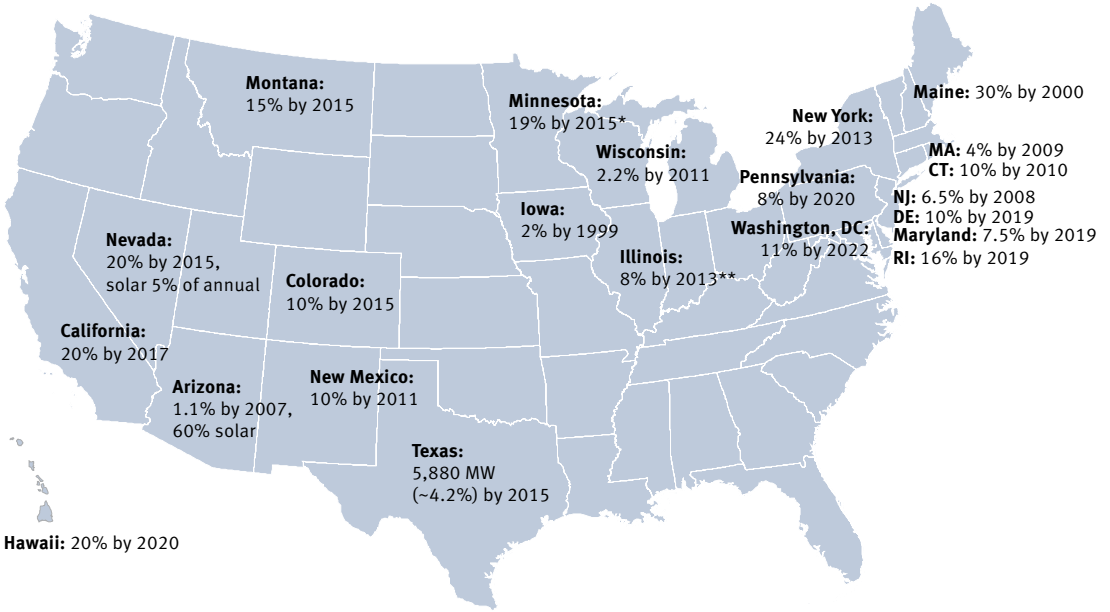 Montana:
15% by 2015
Minnesota:
19% by 2015*
Wisconsin:
2.2% by 2011
Iowa:
2% by 1999
Illinois:
8% by 2013**
New York:
24% by 2013
Pennsylvania:
8% by 2020
Washington, DC:
11% by 2022
Maine: 30% by 2000
MA: 4% by 2009
CT: 10% by 2010
NJ: 6.5% by 2008
DE: 10% by 2019
Maryland: 7.5% by 2019
RI: 16% by 2019
Nevada:
20% by 2015,
solar 5% of annual
Colorado:
10% by 2015
California:
20% by 2017
Arizona:
1.1% by 2007,
60% solar
New Mexico:
10% by 2011
Texas:
5,880 MW
(~4.2%) by 2015
Hawaii: 20% by 2020